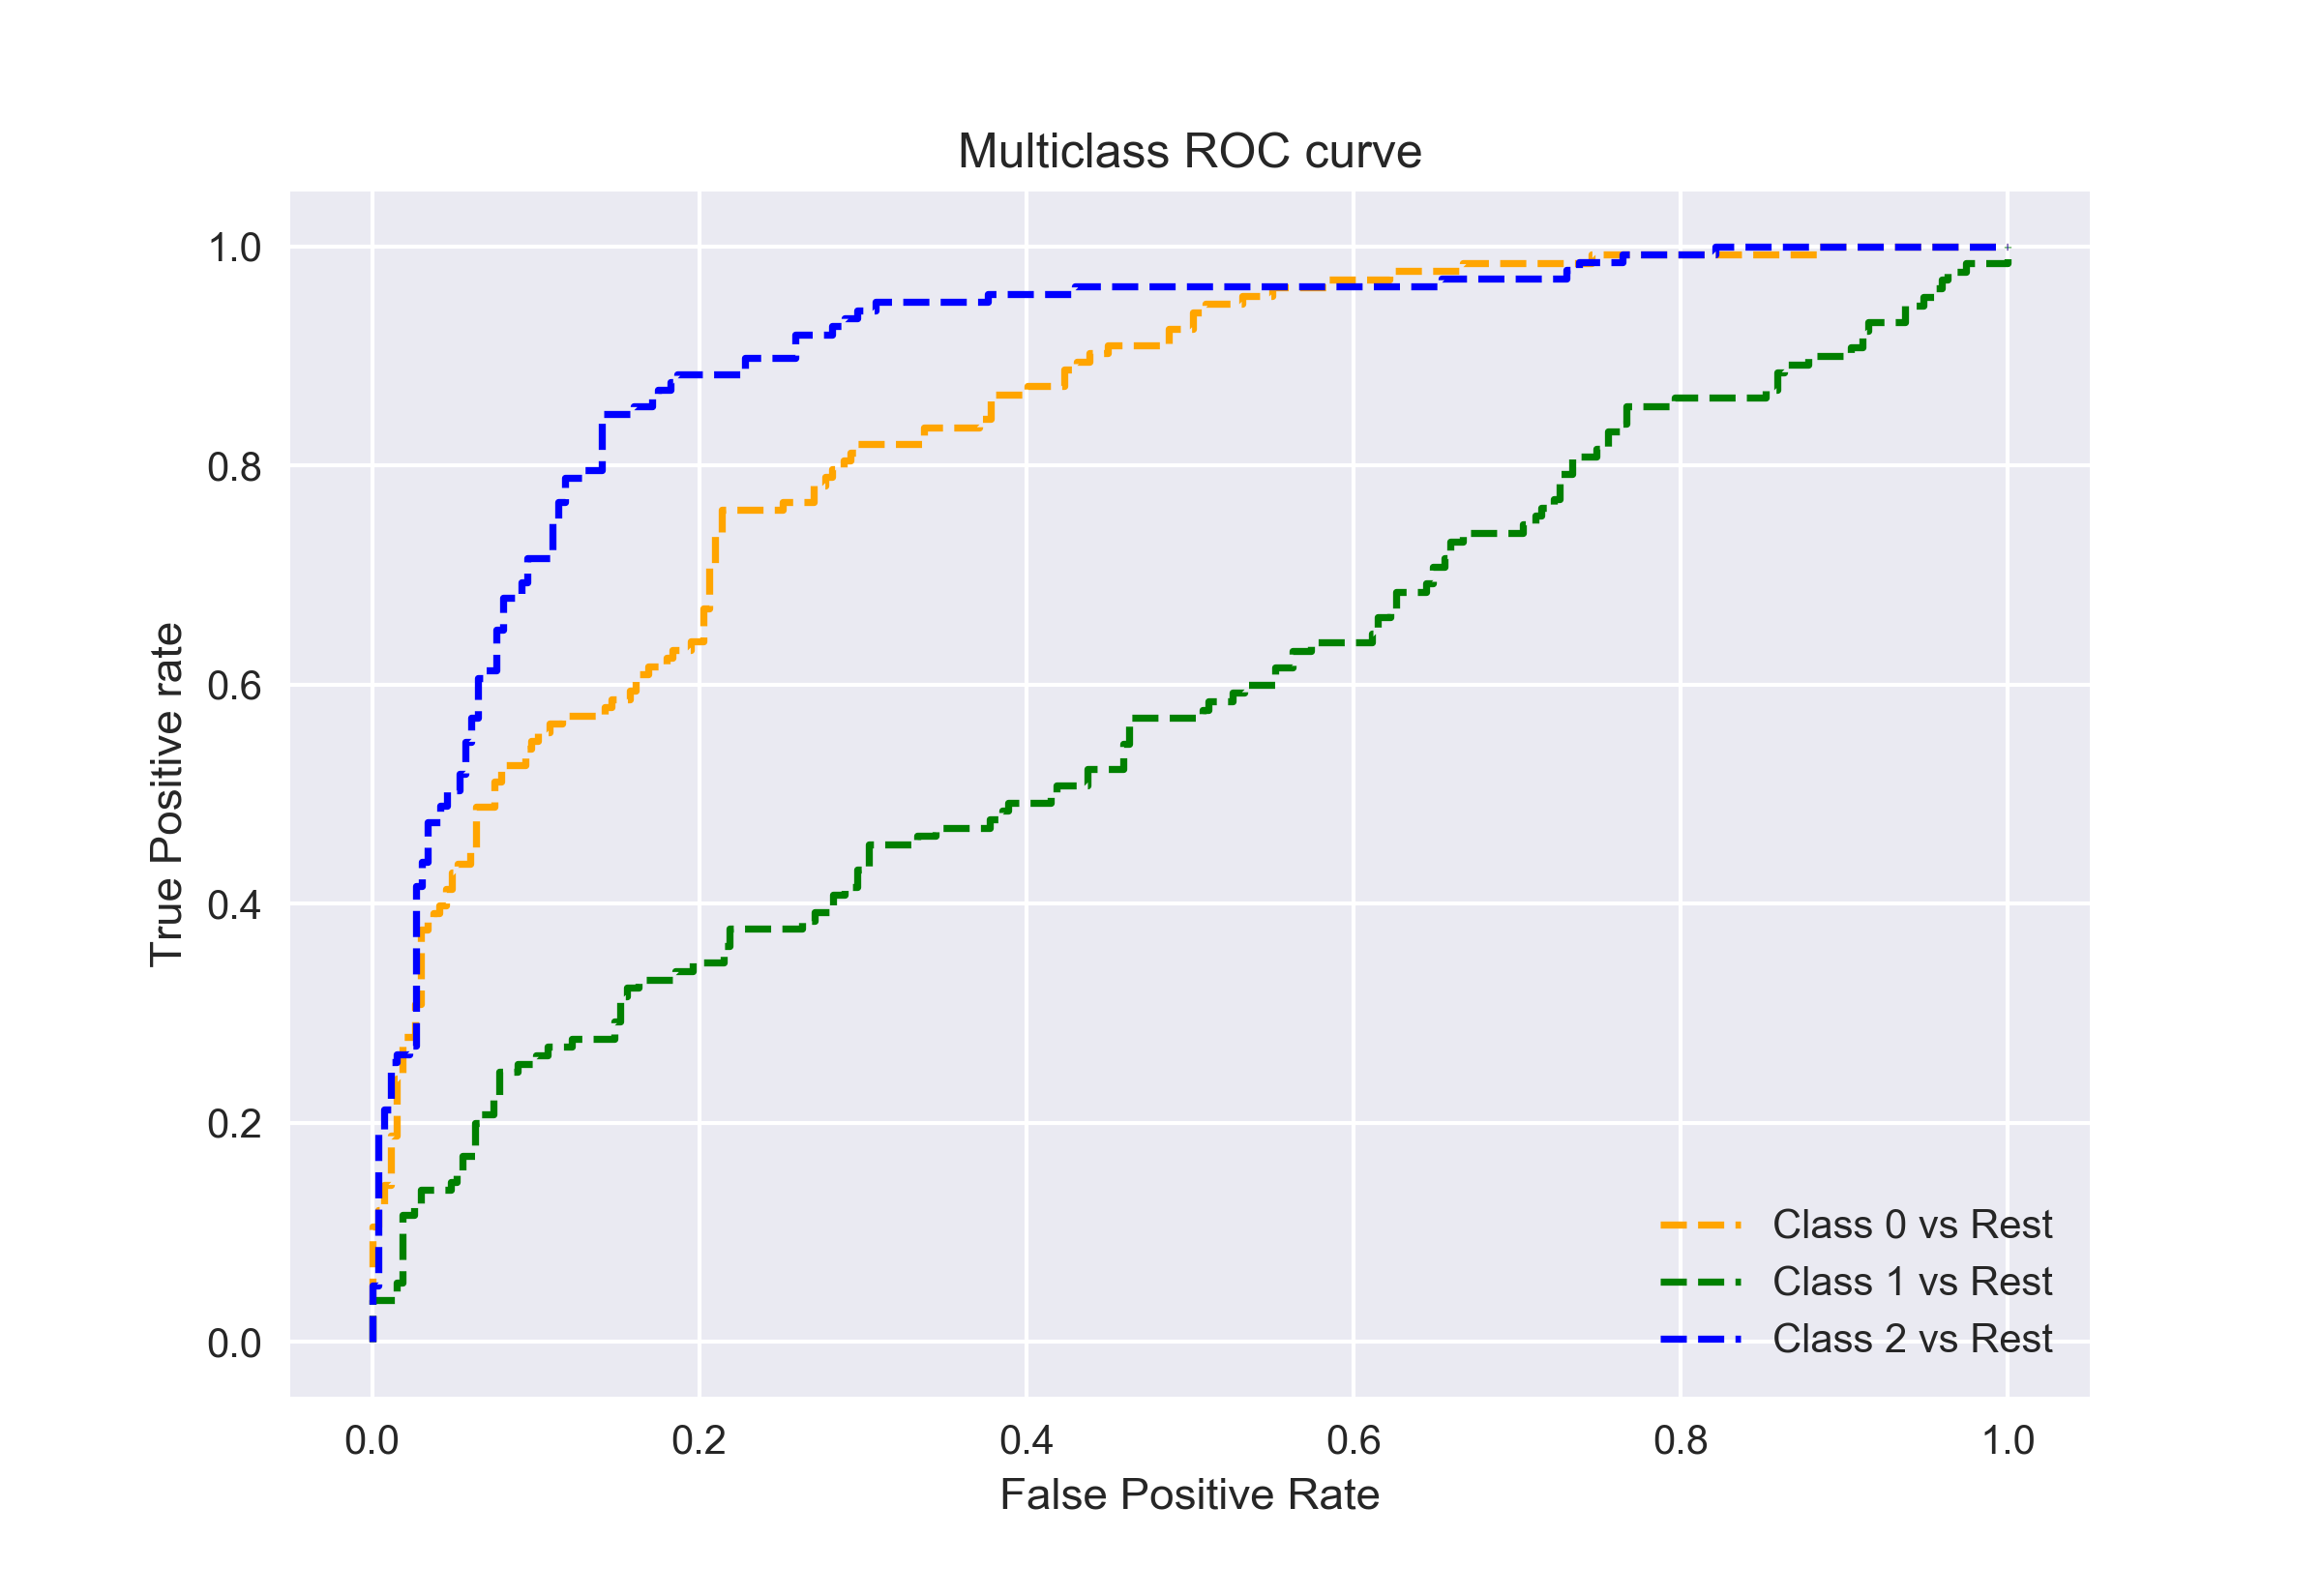 Multiclass ROC curve
1.0
0.8
0.6
0.4
0.2
0.0
True Positive rate
0.0 0.2 0.4 0.6 0.8 1.0
False Positive Rate
Class 0 vs Rest
Class 1 vs Rest
Class 2 vs Rest